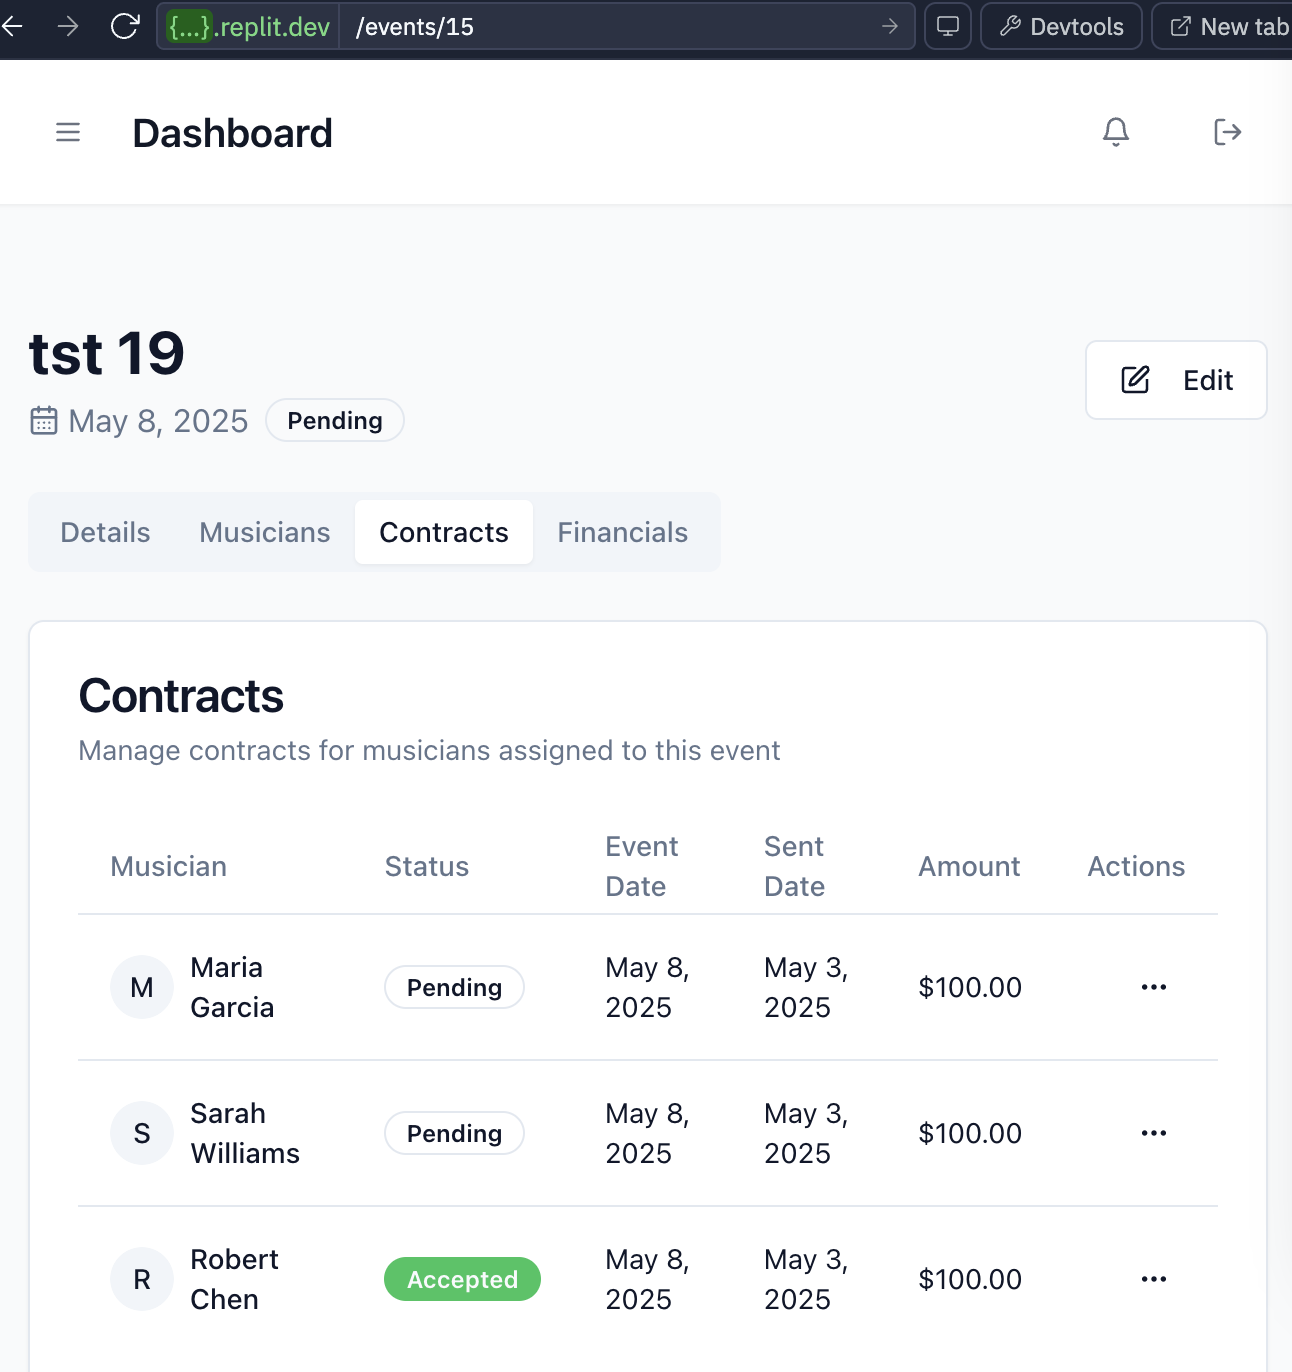 {...}.replit.dev /events/15 Devtools New tab
Dashboard
tst 19
Edit
May 8, 2025 Pending
Details Musicians Contracts Financials
Contracts
Manage contracts for musicians assigned to this event
Musician Status Event Date Sent Date Amount Actions
M Maria Garcia Pending May 8, 2025 May 3, 2025 $100.00 ...
S Sarah Williams Pending May 8, 2025 May 3, 2025 $100.00 ...
R Robert Chen Accepted May 8, 2025 May 3, 2025 $100.00 ...